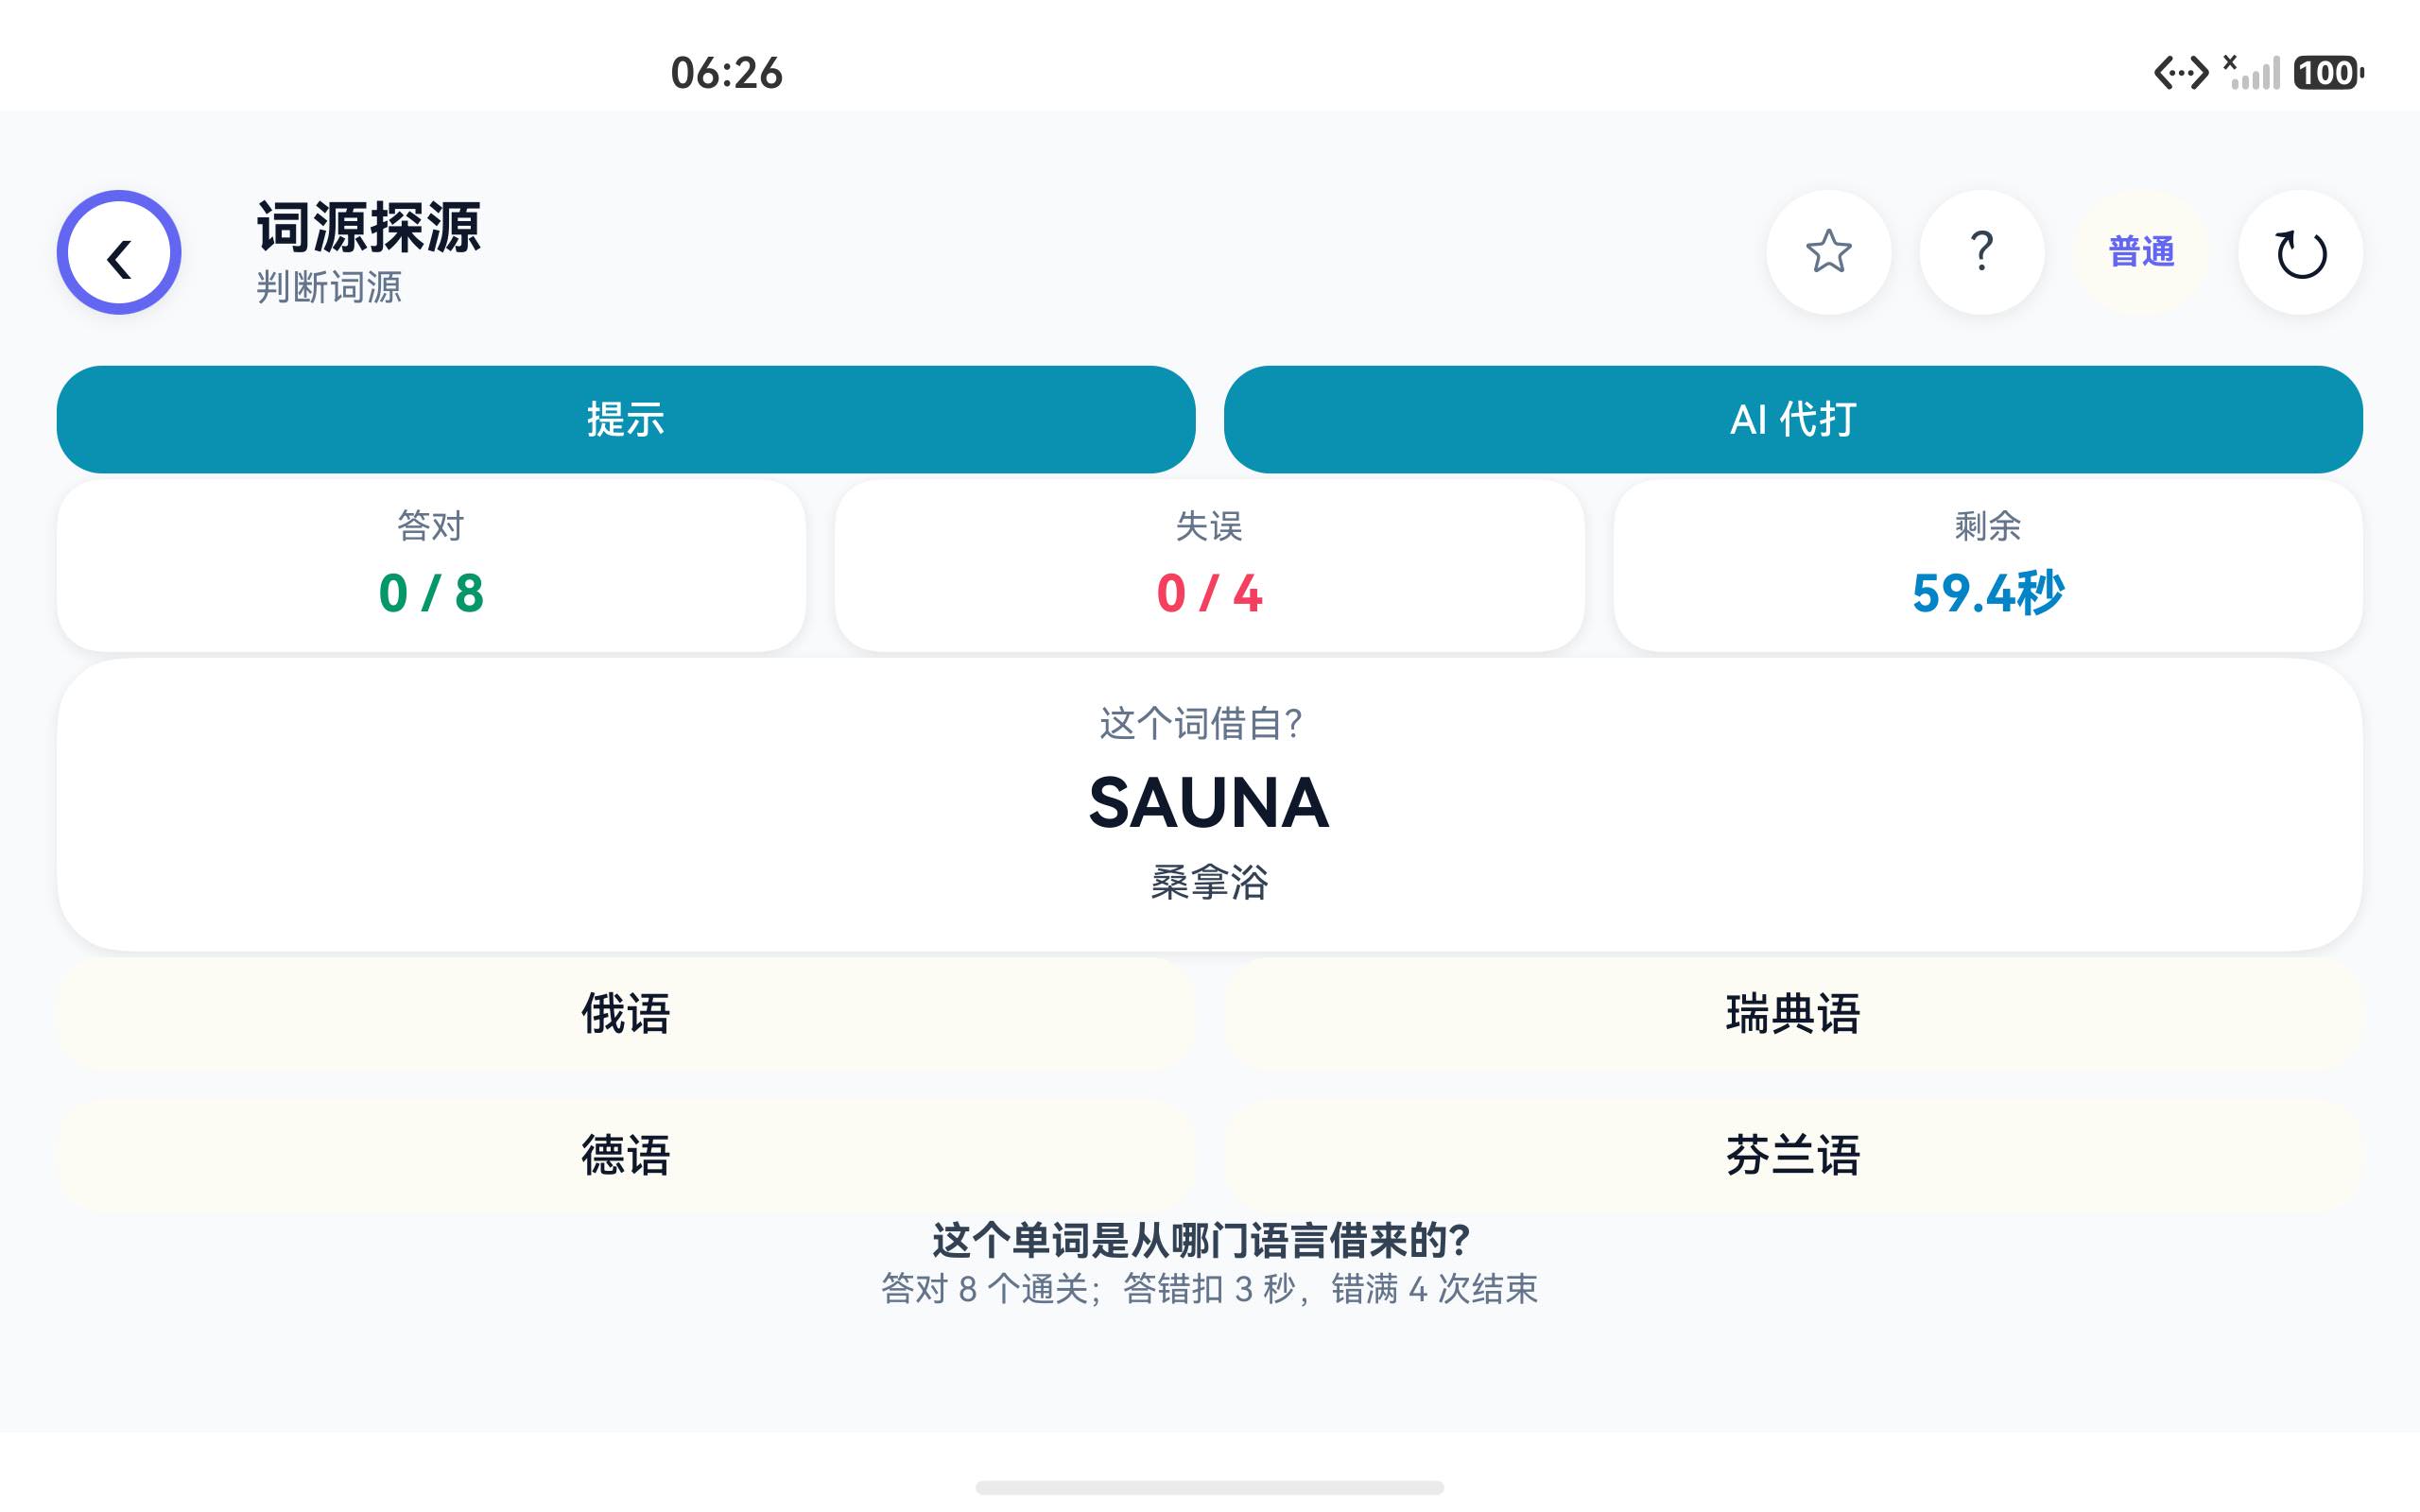 06:26
100
词源探源
判断词源
?
普通
提示
AI 代打
答对
0 / 8
失误
0 / 4
剩余
59.4秒
这个词借自？
SAUNA
桑拿浴
俄语
瑞典语
德语
芬兰语
这个单词是从哪门语言借来的？
答对 8 个通关；答错扣 3 秒，错满 4 次结束